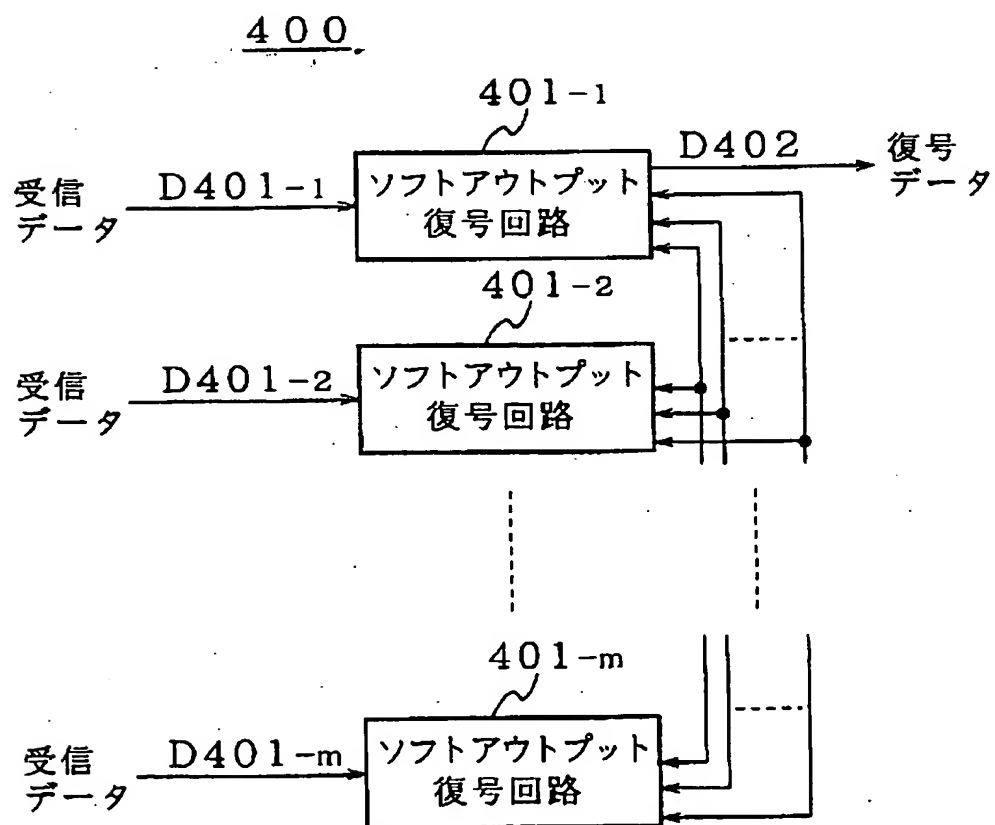 400
401-1
D402
復号
データ
受信
データ
D401-1
ソフトアウトプット
復号回路
401-2
受信
データ
D401-2
ソフトアウトプット
復号回路
401-m
受信
データ
D401-m
ソフトアウトプット
復号回路